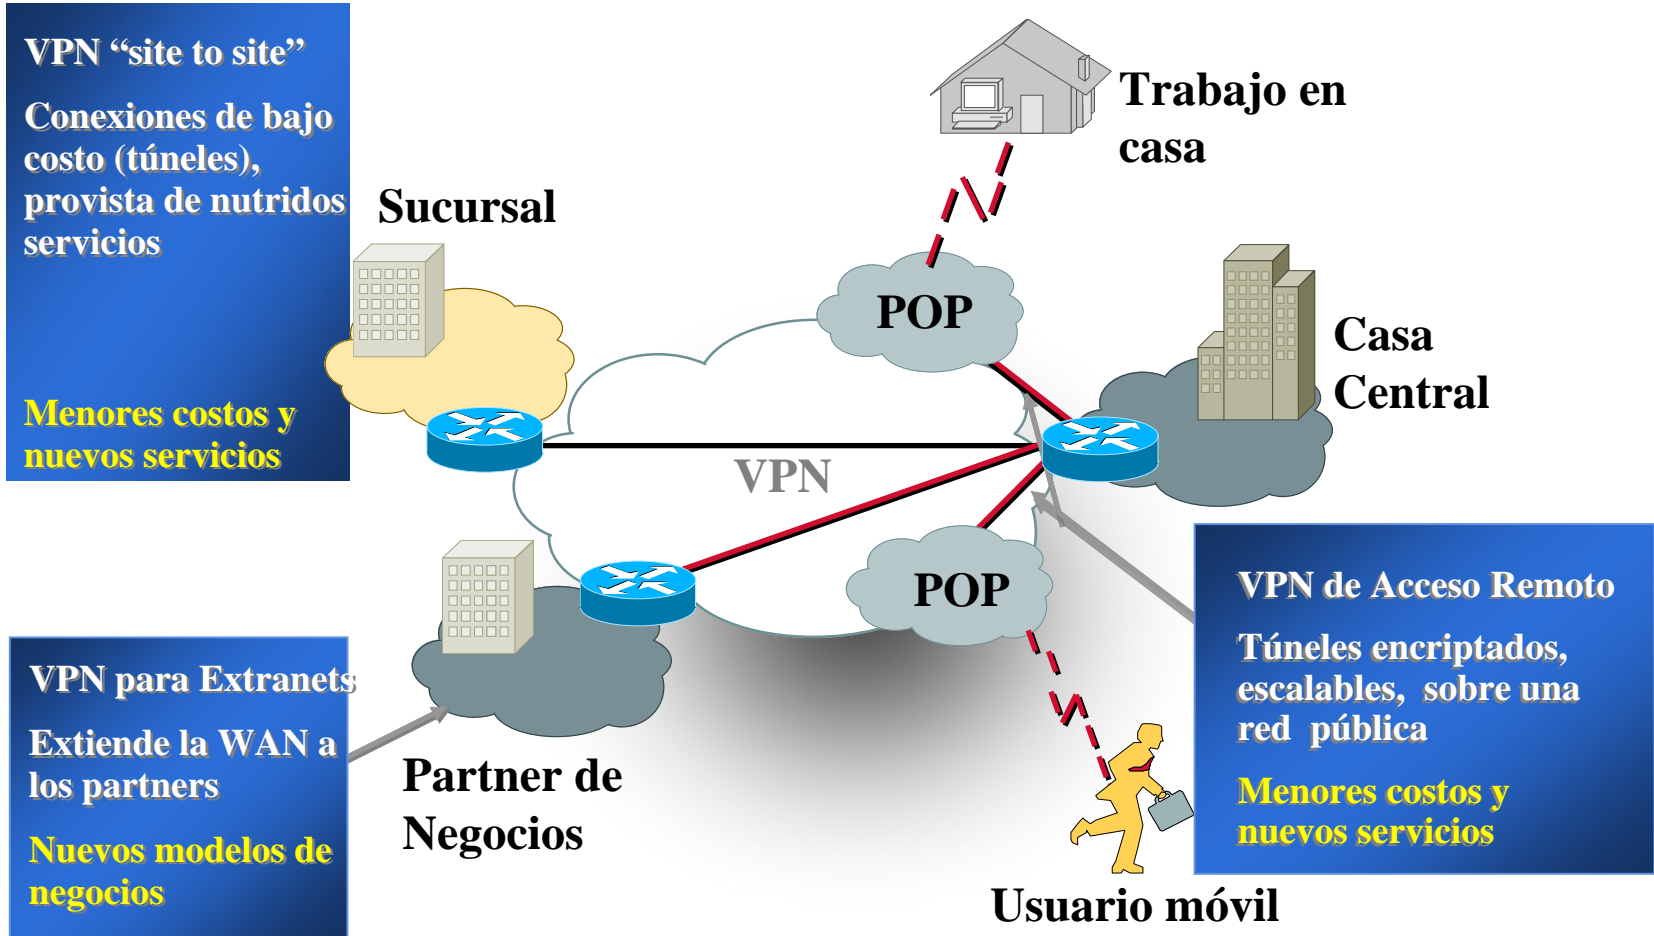 VPN “site to site”
Conexiones de bajo
costo (túneles),
provista de nutridos
servicios
Menores costos y
nuevos servicios
Sucursal
Trabajo en
casa
POP
Casa
Central
VPN
POP
VPN para Extranets
Extiende la WAN a
los partners
Nuevos modelos de
negocios
Partner de
Negocios
Usuario móvil
VPN de Acceso Remoto
Túneles encriptados,
escalables, sobre una
red pública
Menores costos y
nuevos servicios